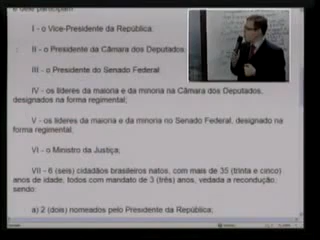 e dele participam
I - o Vice-Presidente da República;
II - o Presidente da Câmara dos Deputados;
III - o Presidente do Senado Federal;
IV - os líderes da maioria e da minoria na Câmara dos Deputados,
designados na forma regimental;
V - os líderes da maioria e da minoria no Senado Federal, designado na
forma regimental;
VI - o Ministro da Justiça;
VII - 6 (seis) cidadãos brasileiros natos, com mais de 35 (trinta e cinco)
anos de idade, todos com mandato de 3 (três) anos, vedada a recondução,
sendo:
a) 2 (dois) nomeados pelo Presidente da República;